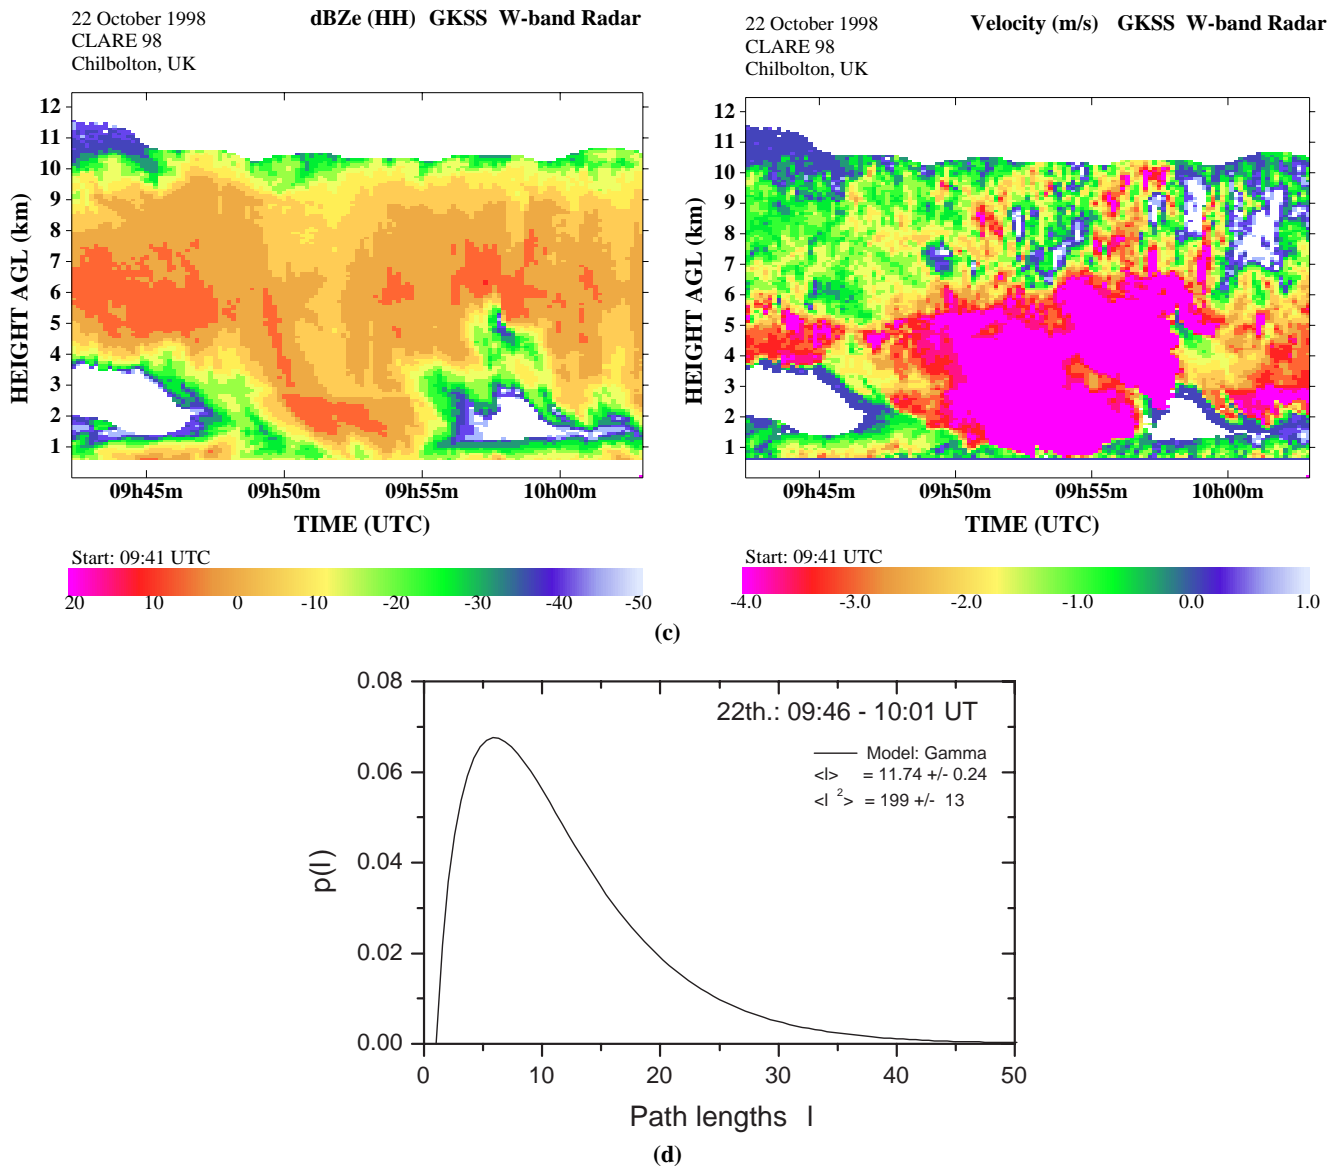 22 October 1998 dBZe (HH) GKSS W-band Radar
CLARE 98
Chilbolton, UK
12
11
10
9
8
7
6
5
4
3
2
1
HEIGHT AGL (km)
09h45m 09h50m 09h55m 10h00m
TIME (UTC)
Start: 09:41 UTC
20 10 0 -10 -20 -30 -40 -50
22 October 1998 Velocity (m/s) GKSS W-band Radar
CLARE 98
Chilbolton, UK
12
11
10
9
8
7
6
5
4
3
2
1
HEIGHT AGL (km)
09h45m 09h50m 09h55m 10h00m
TIME (UTC)
Start: 09:41 UTC
-4.0 -3.0 -2.0 -1.0 0.0 1.0
(c)
0.08
0.06
0.04
0.02
0.00
p(l)
22th.: 09:46 - 10:01 UT
Model: Gamma
<l> = 11.74 +/- 0.24
<l 2> = 199 +/- 13
0 10 20 30 40 50
Path lengths l
(d)